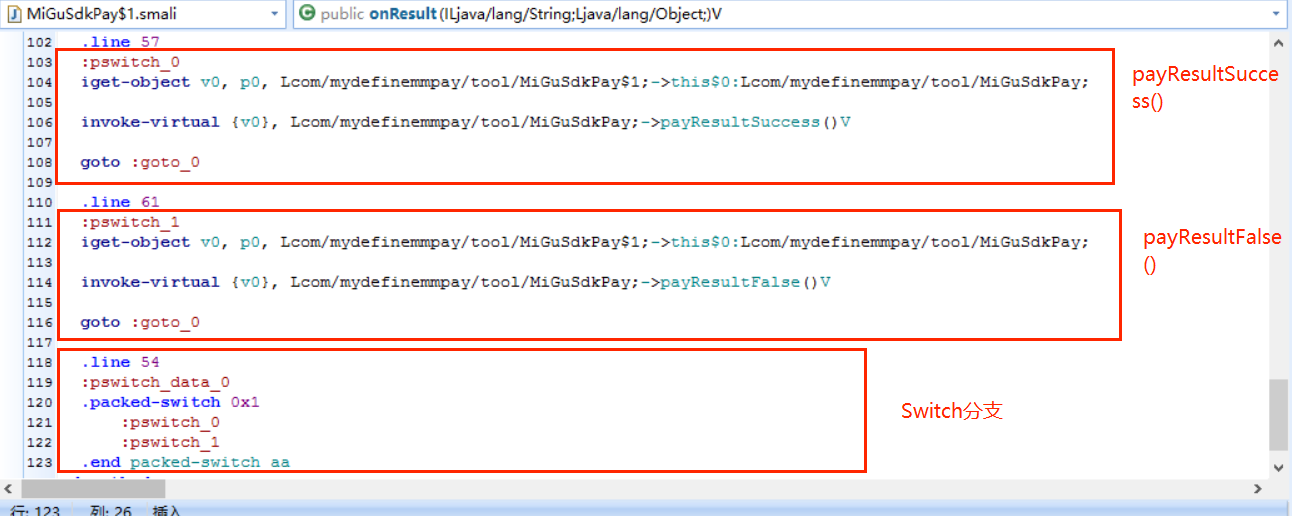 MiGuSdkPay$1.smali public onResult(ILjava/lang/String;Ljava/lang/Object;)V
102 .line 57
103 :pswitch_0
104 iget-object v0, p0, Lcom/mydefinemmpay/tool/MiGuSdkPay$1;->this$0:Lcom/mydefinemmpay/tool/MiGuSdkPay;
105
106 invoke-virtual {v0}, Lcom/mydefinemmpay/tool/MiGuSdkPay;->payResultSuccess()V
107
108 goto :goto_0
109
payResultSucce
ss()
110 .line 61
111 :pswitch_1
112 iget-object v0, p0, Lcom/mydefinemmpay/tool/MiGuSdkPay$1;->this$0:Lcom/mydefinemmpay/tool/MiGuSdkPay;
113
114 invoke-virtual {v0}, Lcom/mydefinemmpay/tool/MiGuSdkPay;->payResultFalse()V
115
116 goto :goto_0
117
payResultFalse
()
118 .line 54
119 :pswitch_data_0
120 .packed-switch 0x1
121 :pswitch_0
122 :pswitch_1
123 .end packed-switch aa
Switch分支
行: 123 列: 26 插入